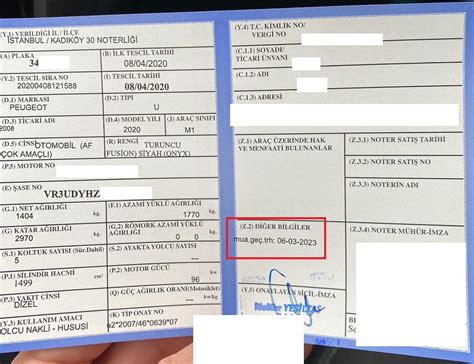 (Y.1) VERİLDİĞİ İL / İLÇE
İSTANBUL / KADIKÖY 30 NOTERLİĞİ
(A) PLAKA
34
(B) İLK TESCİL TARİHİ
08/04/2020
(Y.2) TESCİL SIRA NO
20200408121588
(I) TESCİL TARİHİ
08/04/2020
(D.1) MARKASI
PEUGEOT
(D.2) TİPİ
U
(D.3) TİCARİ ADI
2008
(D.4) MODEL YILI
2020
(J) ARAÇ SINIFI
M1
(D.5) CİNSİ
OTOMOBİL (AF
ÇOK AMAÇLI)
(R) RENGİ
TURUNCU
FUSİON) SİYAH (ONYX)
(P.5) MOTOR NO
(E) ŞASE NO
VR3UDYHZ
(G.1) NET AĞIRLIĞI
1404
kg.
(F.1) AZAMİ YÜKLÜ AĞIRLIĞI
1770
kg.
(G) KATAR AĞIRLIĞI
2970
kg.
(G.2) RÖMORK AZAMİ YÜKLÜ AĞIRLIĞI
0 0
kg.
(S.1) KOLTUK SAYISI (Sür.Dahil)
5
(S.2) AYAKTA YOLCU SAYISI
(P.1) SİLİNDİR HACMİ
1499
cm³
(P.2) MOTOR GÜCÜ
96
kw
(P.3) YAKIT CİNSİ
DİZEL
(Q) GÜÇ AĞIRLIK ORANI(Motosiklet)
kw/kg
(Y.3) KULLANIM AMACI
YOLCU NAKLİ - HUSUSİ
e2*2007/46*0639*07
(Y.4) T.C. KİMLİK NO/
VERGİ NO
(C.1.1) SOYADI/
TİCARİ ÜNVANI
(C.1.2) ADI
(C.1.3) ADRESİ
(Z.1) ARAÇ ÜZERİNDE HAK
VE MENFAATİ BULUNANLAR
(Z.3.1) NOTER SATIŞ TARİHİ
(Z.3.2) NOTER SATIŞ NO
(Z.3.3) NOTERİN ADI
(Z.2) DİĞER BİLGİLER
mua.geç.trh: 06-03-2023
(Z.3.4) NOTER MÜHÜR-İMZA
(Y.5) ONAYLAYAN SİCİL-İMZA
YEŞİLTAŞ